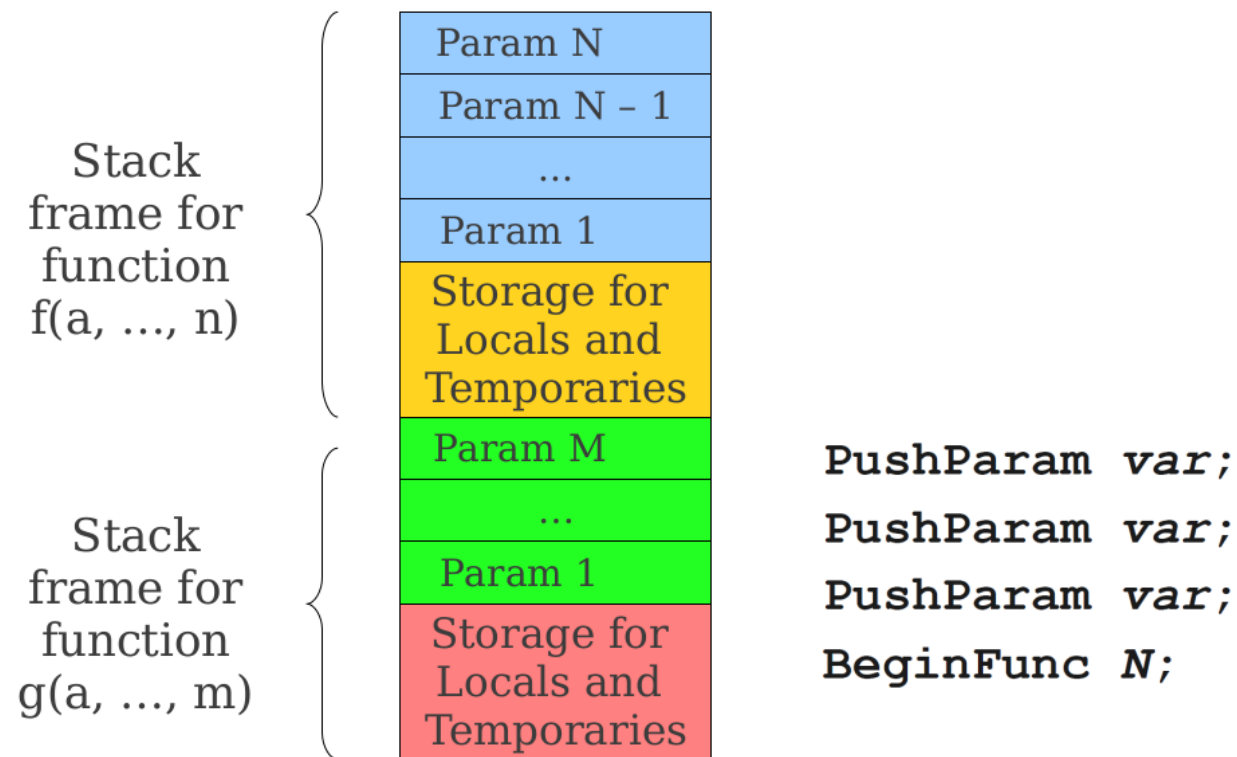 Stack
frame for
function
f(a, …, n)
Param N
Param N – 1
...
Param 1
Storage for
Locals and
Temporaries
Stack
frame for
function
g(a, …, m)
Param M
...
Param 1
Storage for
Locals and
Temporaries
PushParam var;
PushParam var;
PushParam var;
BeginFunc N;